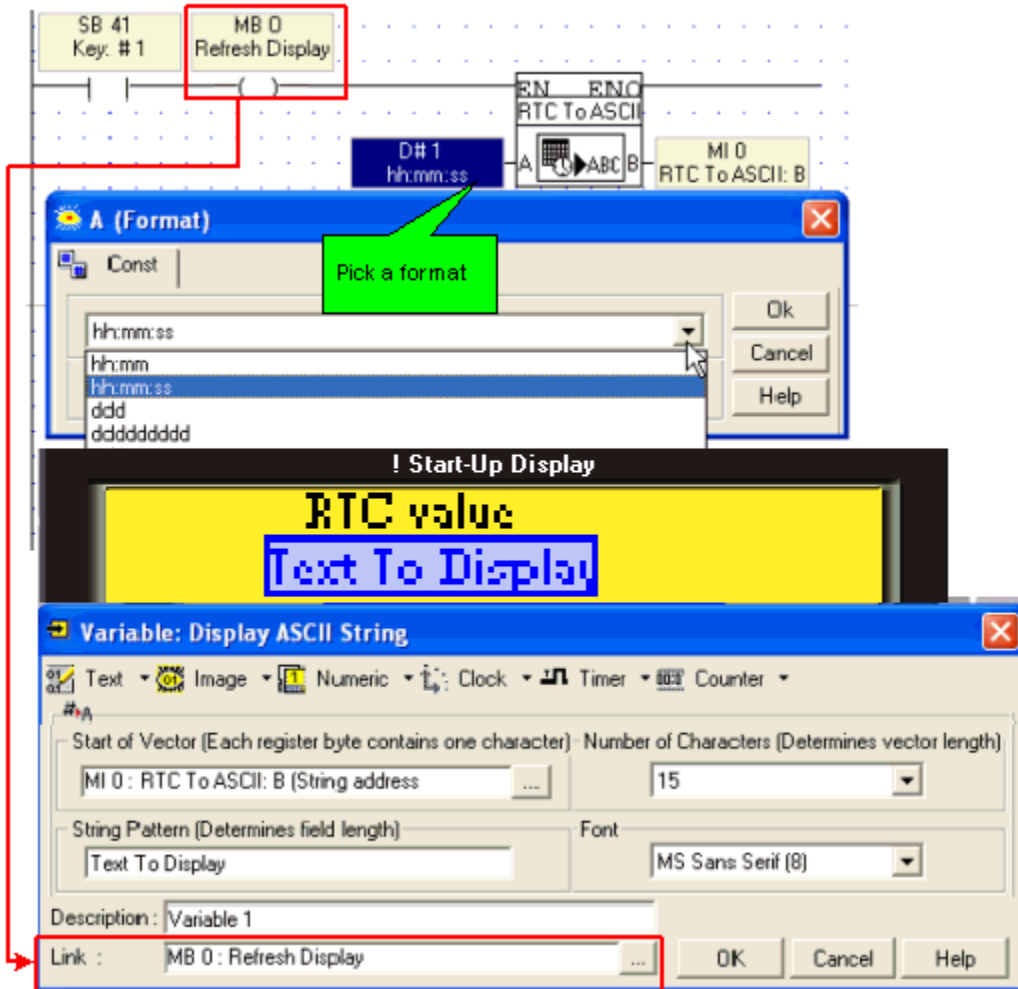 SB 41 MB 0
Key: # 1 Refresh Display
EN ENO
RTC To ASCII
D# 1
hh:mm:ss
A ABC B
MI 0
RTC To ASCII: B
A (Format)
Pick a format
Const
hh:mm:ss
hh:mm
hh:mm:ss
ddd
ddddddddd
Ok
Cancel
Help
! Start-Up Display
RTC value
Text To Display
Variable: Display ASCII String
Text Image Numeric Clock Timer Counter
#→A
Start of Vector (Each register byte contains one character) Number of Characters (Determines vector length)
MI 0 : RTC To ASCII: B (String address ... 15
String Pattern (Determines field length) Font
Text To Display MS Sans Serif (8)
Description : Variable 1
Link : MB 0 : Refresh Display ... OK Cancel Help